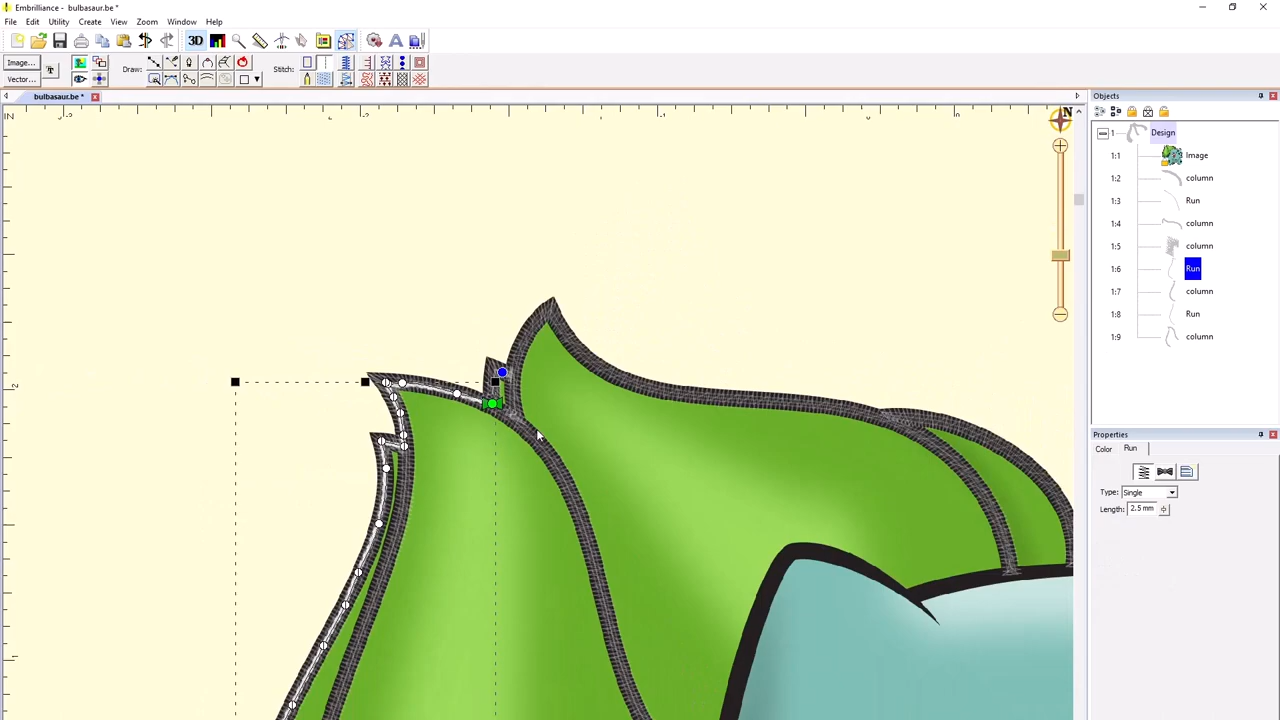 Embrilliance - bulbasaur.be *
File Edit Utility Create View Zoom Window Help
3D
Image...
Draw:
Stitch:
Vector...
bulbasaur.be *
IN
N
2
1
Objects
1 Design
1:1 Image
1:2 column
1:3 Run
1:4 column
1:5 column
1:6 Run
1:7 column
1:8 Run
1:9 column
Properties
Color Run
Type: Single
Length: 2.5 mm